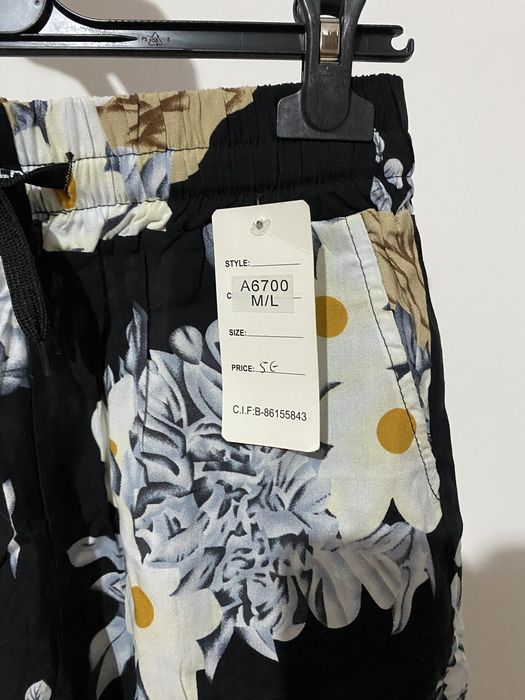 STYLE:
A6700
C
M/L
SIZE:
PRICE: 5€
C.I.F:B-86155843